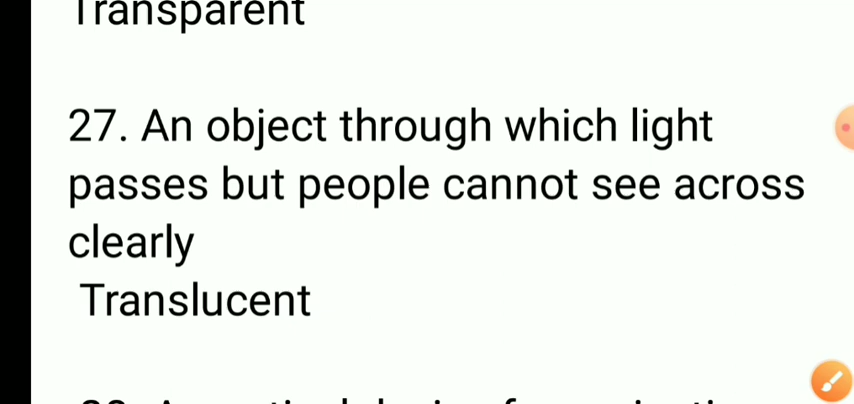 Transparent
27. An object through which light
passes but people cannot see across
clearly
Translucent